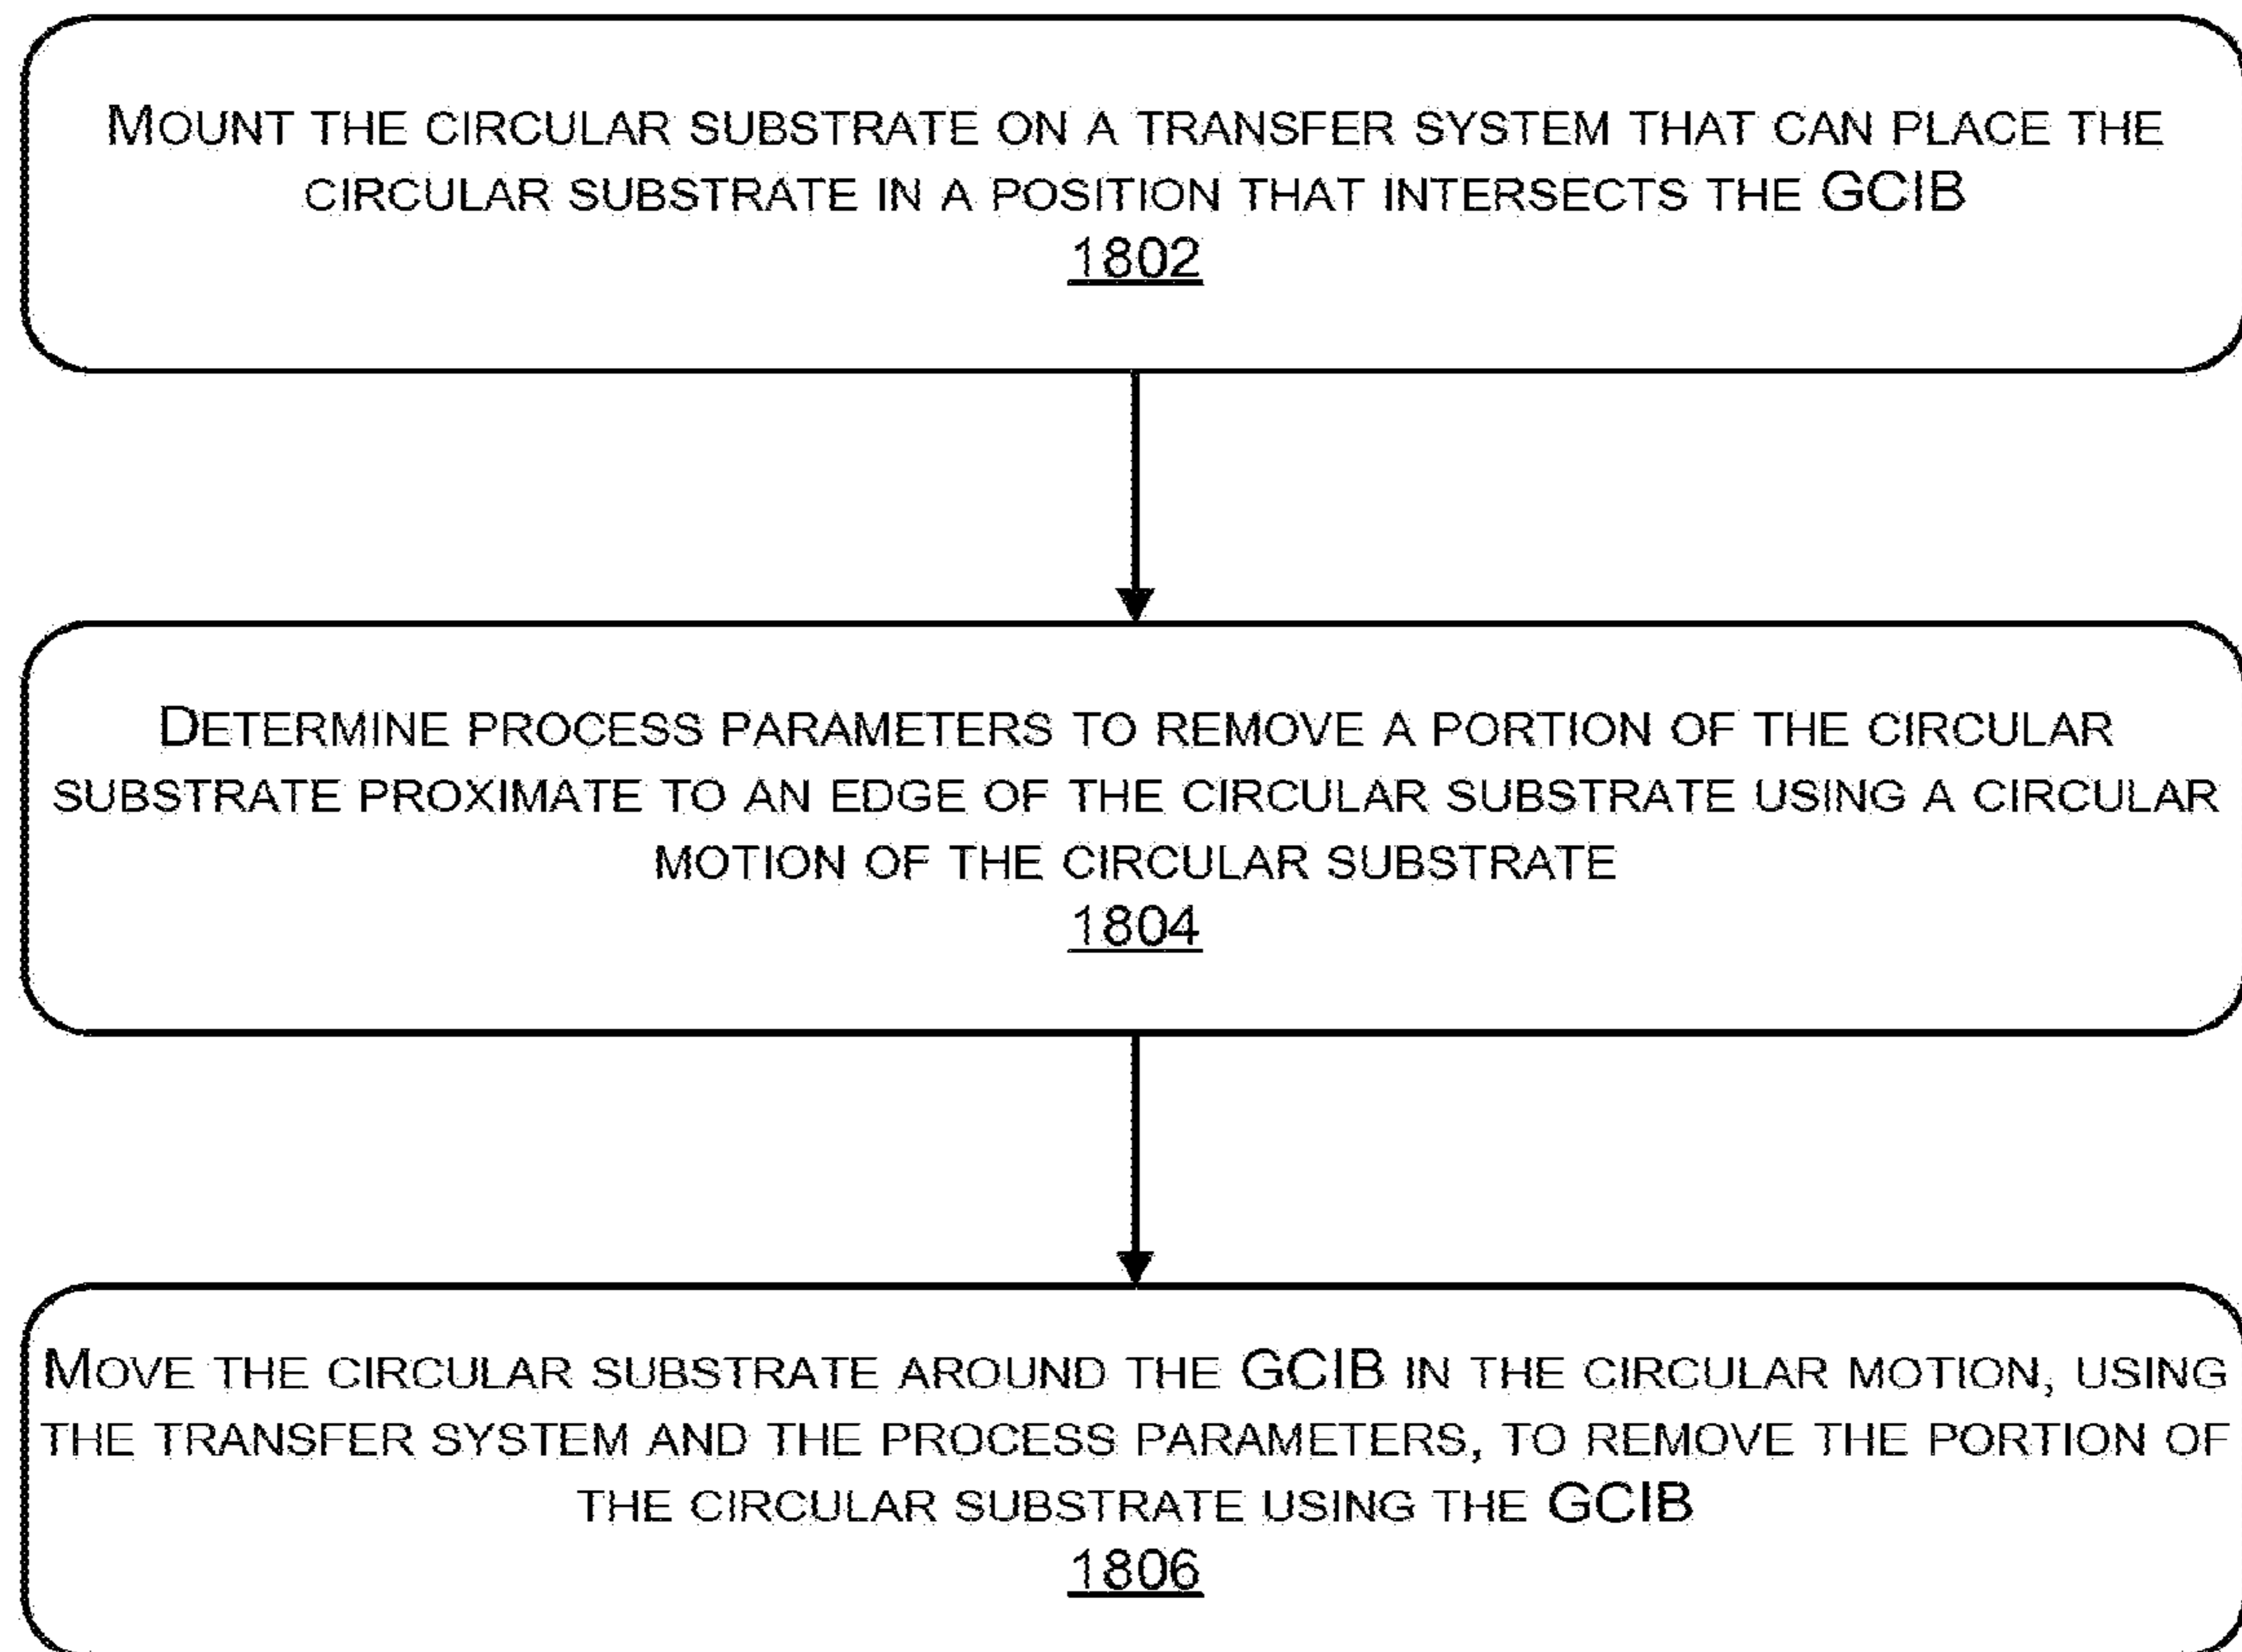 MOUNT THE CIRCULAR SUBSTRATE ON A TRANSFER SYSTEM THAT CAN PLACE THE
CIRCULAR SUBSTRATE IN A POSITION THAT INTERSECTS THE GCIB
1802
DETERMINE PROCESS PARAMETERS TO REMOVE A PORTION OF THE CIRCULAR
SUBSTRATE PROXIMATE TO AN EDGE OF THE CIRCULAR SUBSTRATE USING A CIRCULAR
MOTION OF THE CIRCULAR SUBSTRATE
1804
MOVE THE CIRCULAR SUBSTRATE AROUND THE GCIB IN THE CIRCULAR MOTION, USING
THE TRANSFER SYSTEM AND THE PROCESS PARAMETERS, TO REMOVE THE PORTION OF
THE CIRCULAR SUBSTRATE USING THE GCIB
1806